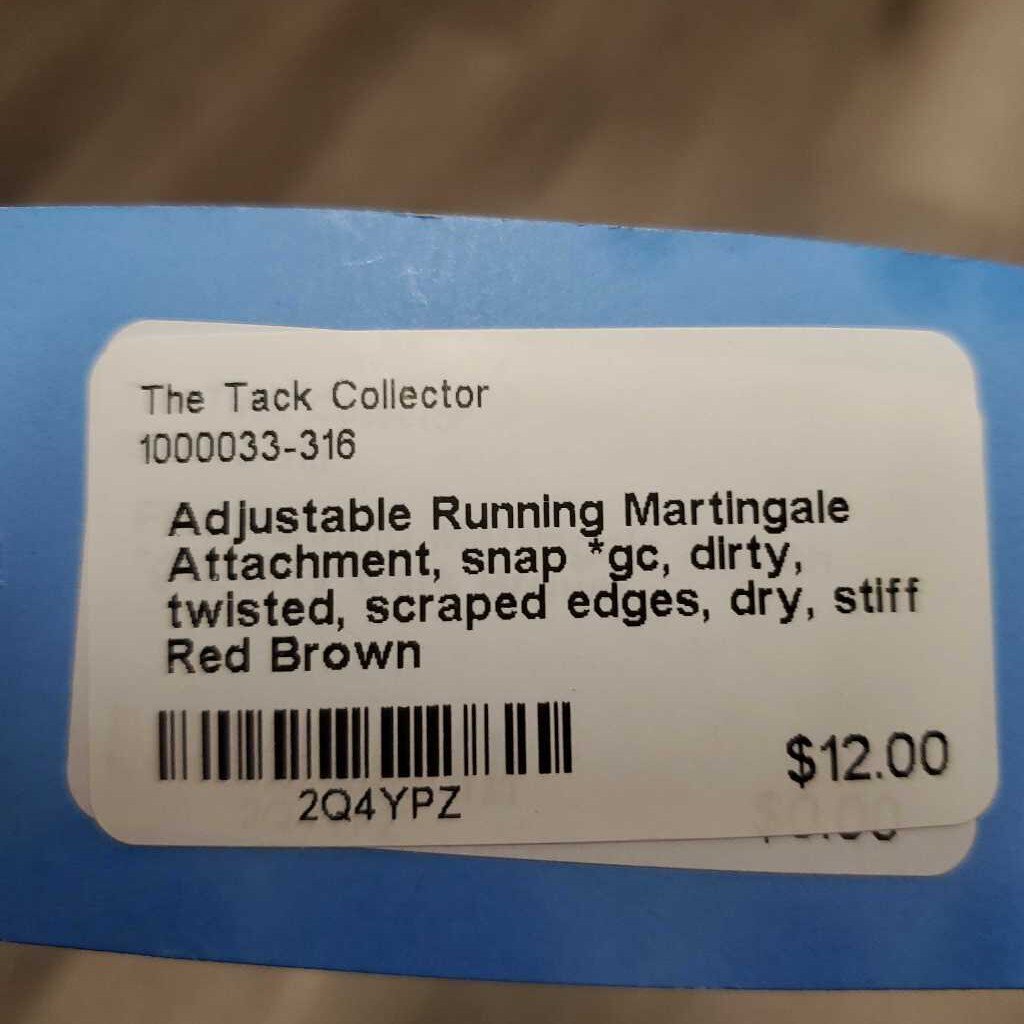 The Tack Collector
1000033-316
Adjustable Running Martingale
Attachment, snap *gc, dirty,
twisted, scraped edges, dry, stiff
Red Brown
2Q4YPZ
$12.00